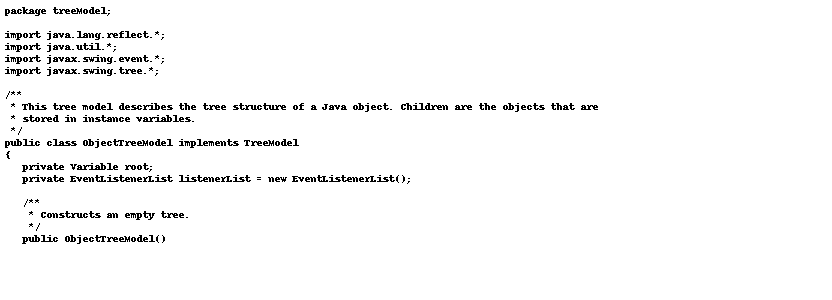 package treeModel;
import java.lang.reflect.*;
import java.util.*;
import javax.swing.event.*;
import javax.swing.tree.*;
/**
 * This tree model describes the tree structure of a Java object. Children are the objects that are
 * stored in instance variables.
 */
public class ObjectTreeModel implements TreeModel
{
   private Variable root;
   private EventListenerList listenerList = new EventListenerList();
   /**
    * Constructs an empty tree.
    */
   public ObjectTreeModel()